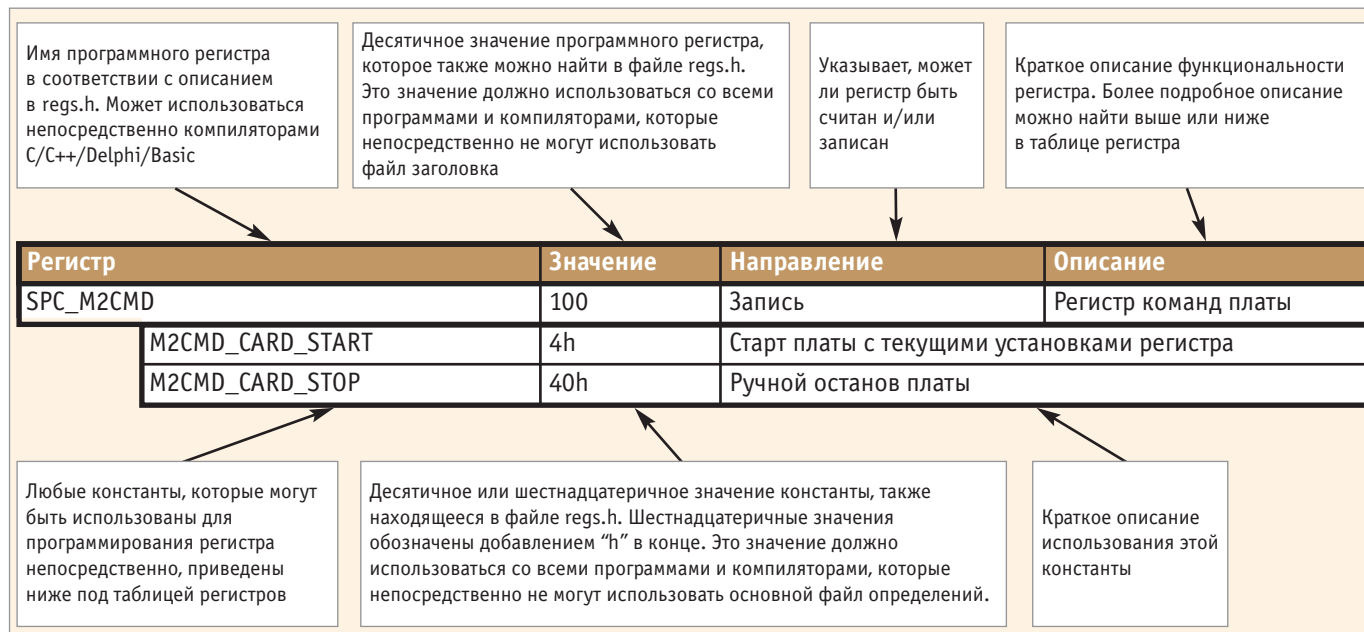 Имя программного регистра
в соответствии с описанием
в regs.h. Может использоваться
непосредственно компиляторами
C/C++/Delphi/Basic
Десятичное значение программного регистра,
которое также можно найти в файле regs.h.
Это значение должно использоваться со всеми
программами и компиляторами, которые
непосредственно не могут использовать
файл заголовка
Указывает, может
ли регистр быть
считан и/или
записан
Краткое описание функциональности
регистра. Более подробное описание
можно найти выше или ниже
в таблице регистра
Регистр Значение Направление Описание
SPC_M2CMD 100 Запись Регистр команд платы
M2CMD_CARD_START 4h Старт платы с текущими установками регистра
M2CMD_CARD_STOP 40h Ручной останов платы
Любые константы, которые могут
быть использованы для
программирования регистра
непосредственно, приведены
ниже под таблицей регистров
Десятичное или шестнадцатеричное значение константы, также
находящееся в файле regs.h. Шестнадцатеричные значения
обозначены добавлением “h” в конце. Это значение должно
использоваться со всеми программами и компиляторами, которые
непосредственно не могут использовать основной файл определений.
Краткое описание
использования этой
константы